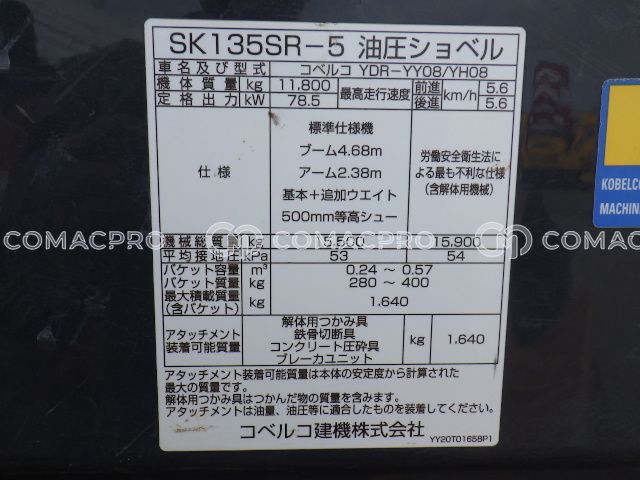 SK135SR-5 油圧ショベル
車名及び型式 コベルコ YDR-YY08/YH08
機体質量 kg 11,800 最高走行速度 前進 km/h 5.6
定格出力 kW 78.5 後進 5.6
仕様
標準仕様機
ブーム4.68m
アーム2.38m
基本+追加ウエイト
500mm等高シュー
労働安全衛生法に
よる最も不利な仕様
(含解体用機械)
機械総質量 kg 15,900
平均接地圧 kPa 53 54
バケット容量 m³ 0.24 ~ 0.57
バケット質量 kg 280 ~ 400
最大積載質量
(含バケット) kg 1,640
アタッチメント
装着可能質量
解体用つかみ具
鉄骨切断具
コンクリート圧砕具
ブレーカユニット
kg 1,640
アタッチメント装着可能質量は本体の安定度から計算された
最大の質量です。
解体用つかみ具はつかんだ物の質量を含みます。
アタッチメントは油量、油圧等に適合したものを装着してください。
コベルコ建機株式会社 YY20T01658P1
KOBELCO
MACHIN
COMACPRO COMACPRO COMACPRO